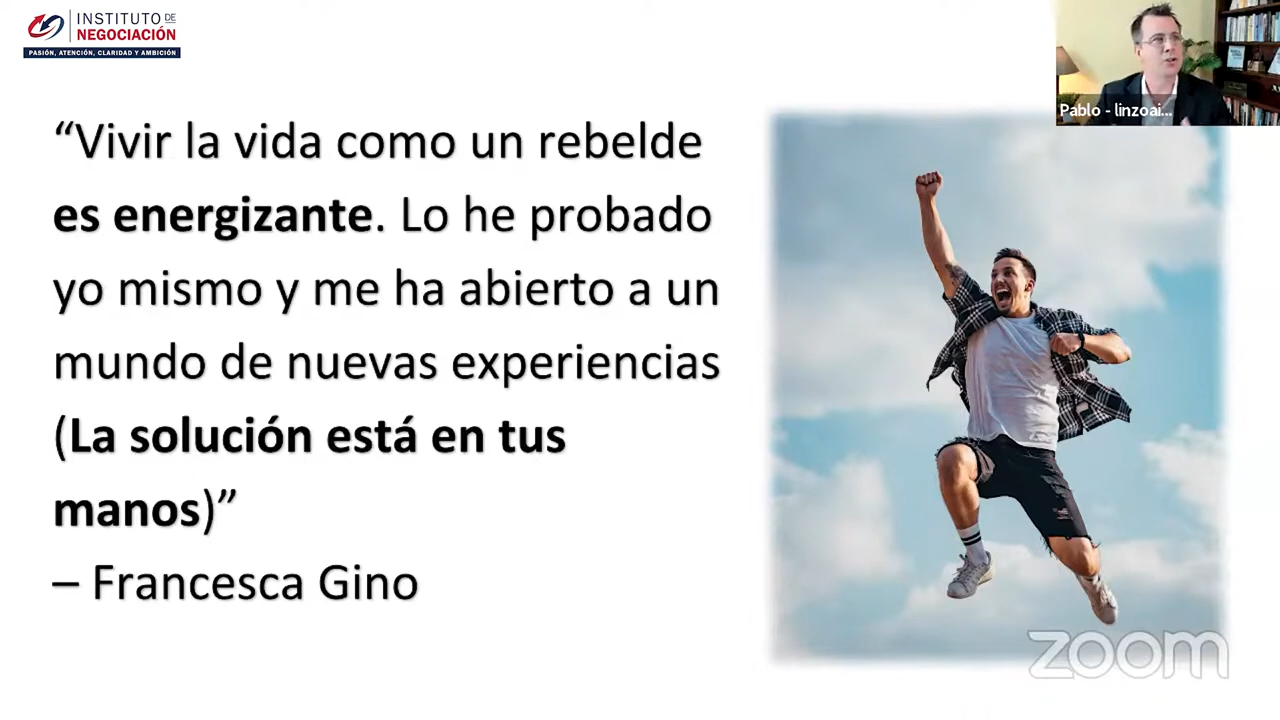 INSTITUTO DE
NEGOCIACIÓN
PASIÓN, ATENCIÓN, CLARIDAD Y AMBICIÓN
Pablo - linzoai...
“Vivir la vida como un rebelde
es energizante. Lo he probado
yo mismo y me ha abierto a un
mundo de nuevas experiencias
(La solución está en tus
manos)”
– Francesca Gino
zoom